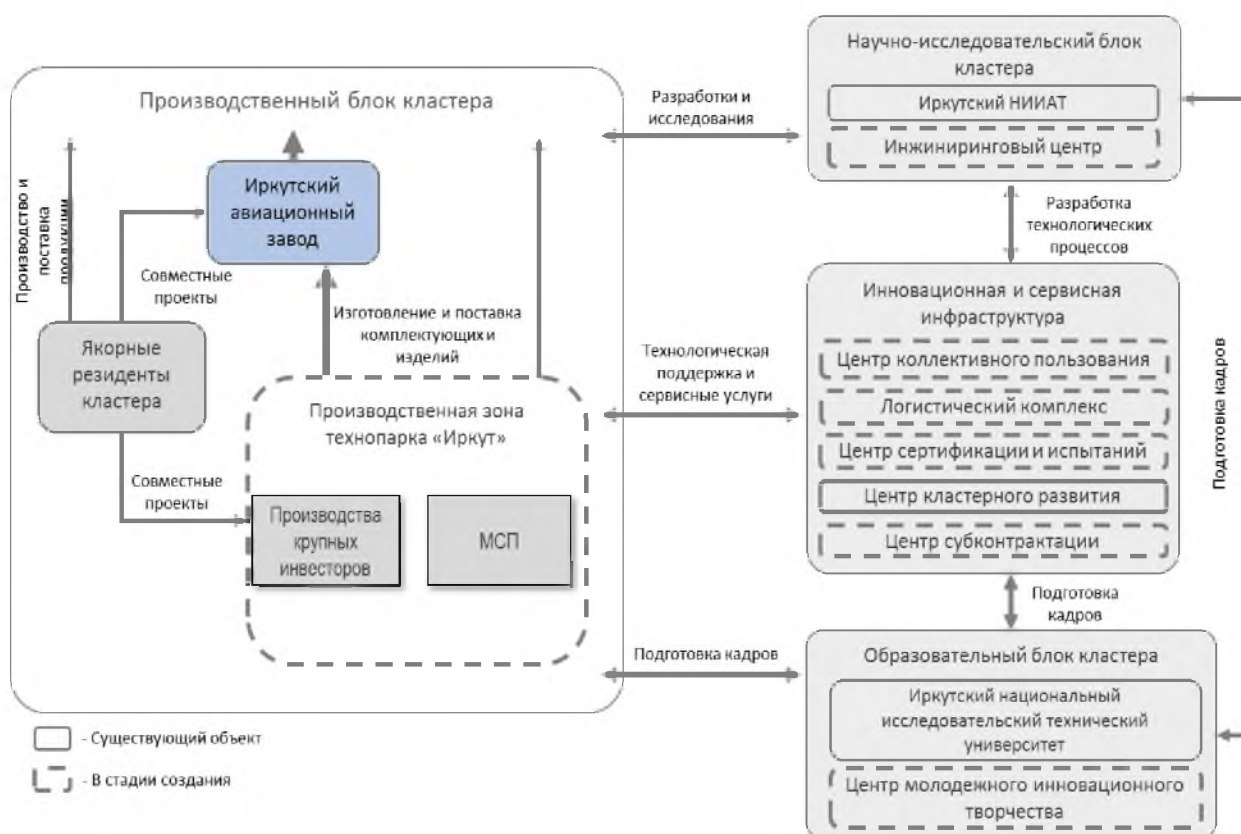 Производственный блок кластера
Иркутский
авиационный
завод
Производство и
поставка
продукции
Совместные
проекты
Изготовление и поставка
комплектующих и
изделий
Якорные
резиденты
кластера
Производственная зона
технопарка «Иркут»
Совместные
проекты
Производства
крупных
инвесторов
МСП
- Существующий объект
- В стадии создания
Разработки и
исследования
Технологическая
поддержка и
сервисные услуги
Подготовка кадров
Научно-исследовательский блок
кластера
Иркутский НИИАТ
Инжиниринговый центр
Разработка
технологических
процессов
Инновационная и сервисная
инфраструктура
Центр коллективного пользования
Логистический комплекс
Центр сертификации и испытаний
Центр кластерного развития
Центр субконтрактации
Подготовка
кадров
Образовательный блок кластера
Иркутский национальный
исследовательский технический
университет
Центр молодежного инновационного
творчества
Подготовка кадров